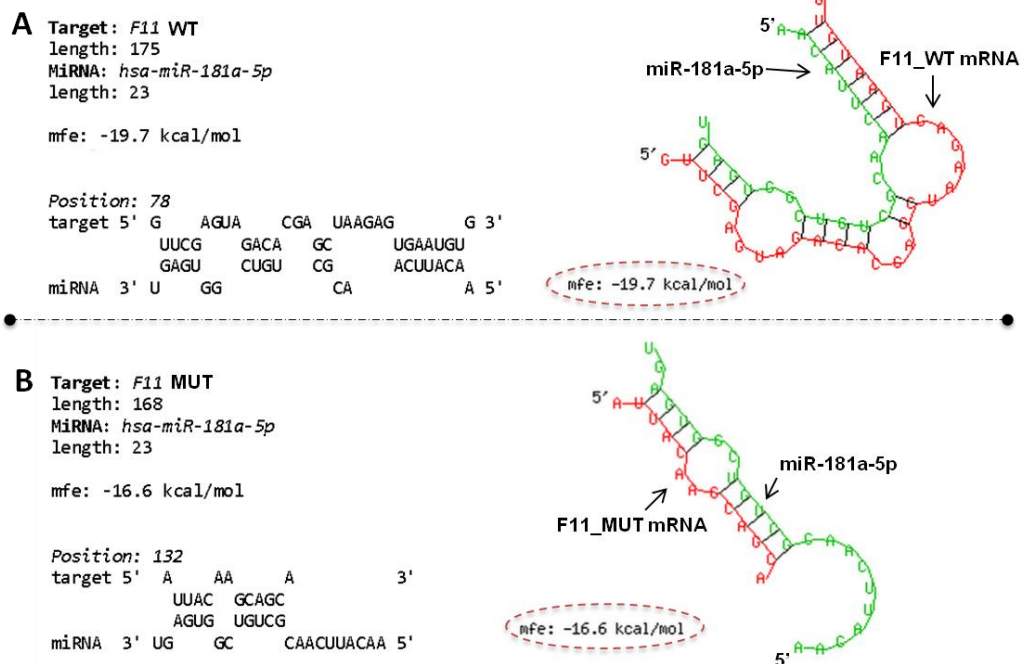 A
Target: F11 WT
length: 175
MiRNA: hsa-miR-181a-5p
length: 23
mfe: -19.7 kcal/mol
Position: 78
target 5' G AGUA CGA UAAGAG G 3'
UUCG GACA GC UGAAUGU
GAGU CUGU CG ACUUACA
miRNA 3' U GG CA A 5'
5'
miR-181a-5p
F11_WT mRNA
5'
mfe: -19.7 kcal/mol
B
Target: F11 MUT
length: 168
MiRNA: hsa-miR-181a-5p
length: 23
mfe: -16.6 kcal/mol
Position: 132
target 5' A AA A 3'
UUAC GCAGC
AGUG UGUCG
miRNA 3' UG GC CAACUUACAA 5'
5'
miR-181a-5p
F11_MUT mRNA
mfe: -16.6 kcal/mol
5'